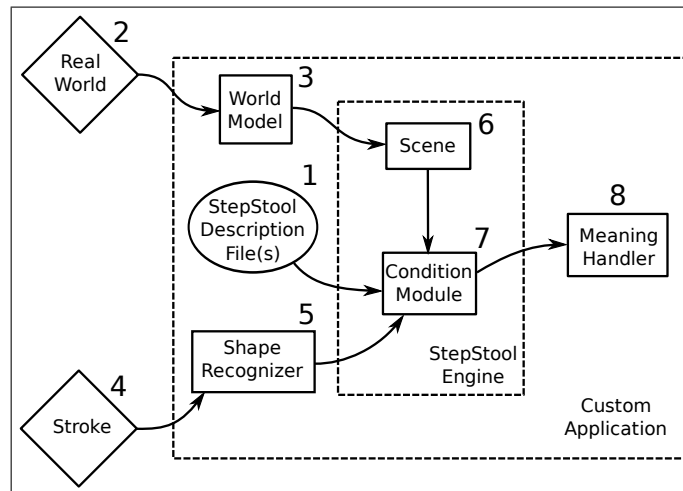 2
Real
World
3
World
Model
6
Scene
1
StepStool
Description
File(s)
7
Condition
Module
8
Meaning
Handler
5
Shape
Recognizer
StepStool
Engine
4
Stroke
Custom
Application